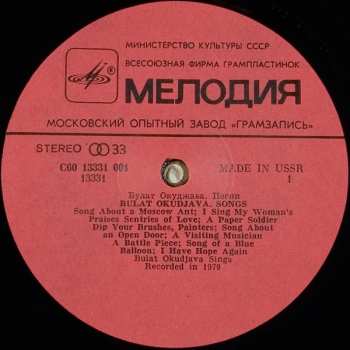 МИНИСТЕРСТВО КУЛЬТУРЫ СССР
ВСЕСОЮЗНАЯ ФИРМА ГРАМПЛАСТИНОК
МЕЛОДИЯ
МОСКОВСКИЙ ОПЫТНЫЙ ЗАВОД «ГРАМЗАПИСЬ»
STEREO 33
C60 13331 001 MADE IN USSR
13331 1
Булат Окуджава. Песни
BULAT OKUDJAVA. SONGS
Song About a Moscow Ant; I Sing My Woman's
Praises Sentries of Love; A Paper Soldier
Dip Your Brushes, Painters; Song About
an Open Door; A Visiting Musician
A Battle Piece; Song of a Blue
Balloon; I Have Hope Again
Bulat Okudjava Sings
Recorded in 1979